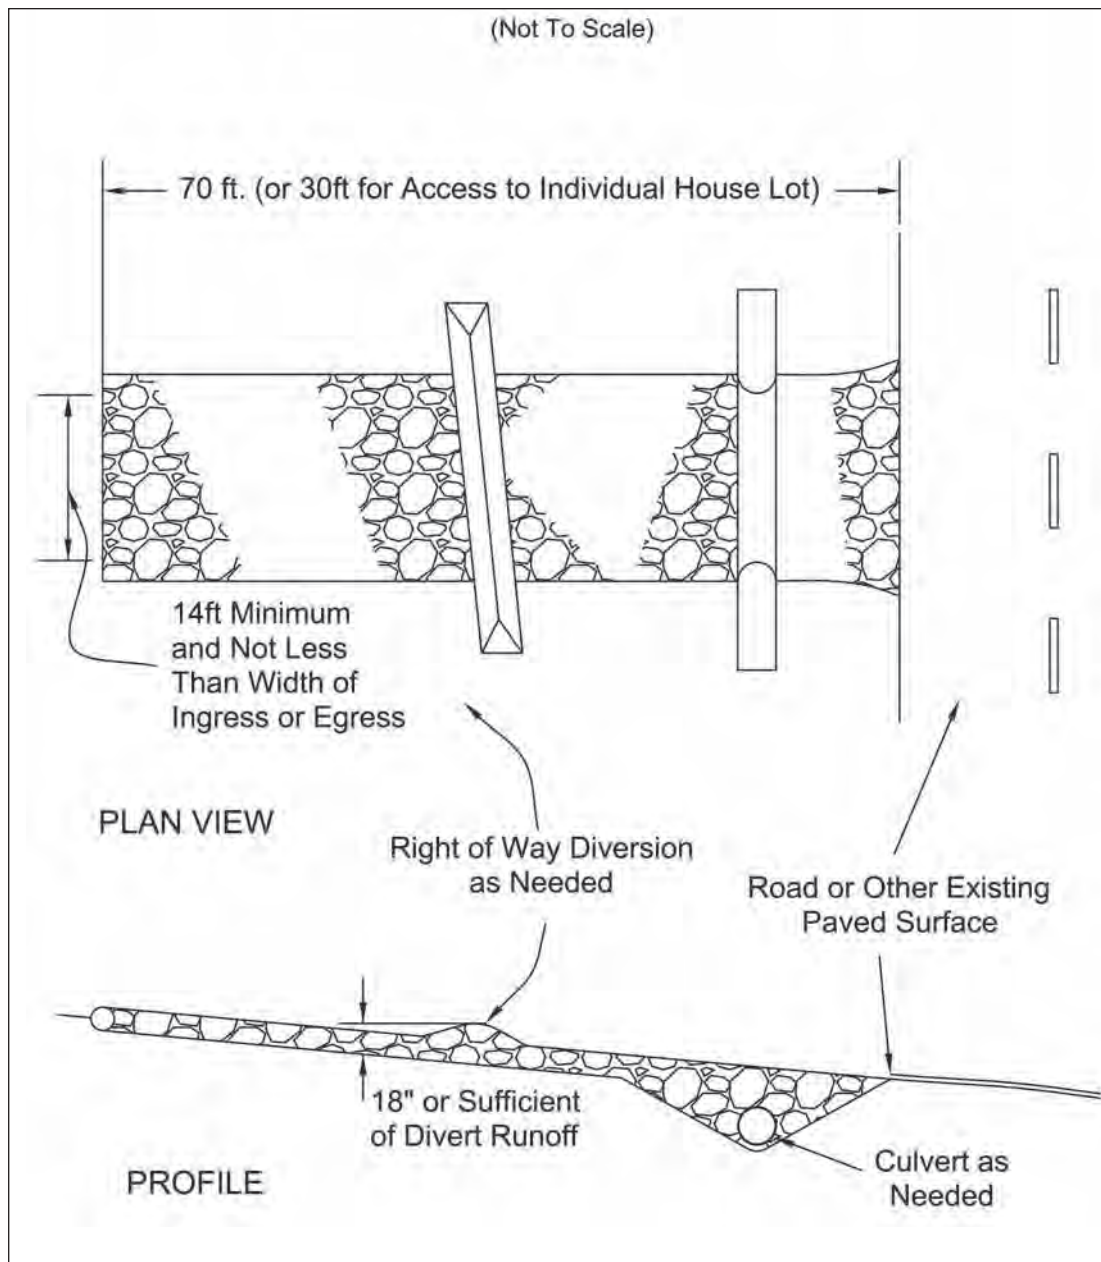 (Not To Scale)
70 ft. (or 30ft for Access to Individual House Lot)
14ft Minimum
and Not Less
Than Width of
Ingress or Egress
PLAN VIEW
Right of Way Diversion
as Needed
Road or Other Existing
Paved Surface
18" or Sufficient
of Divert Runoff
Culvert as
Needed
PROFILE